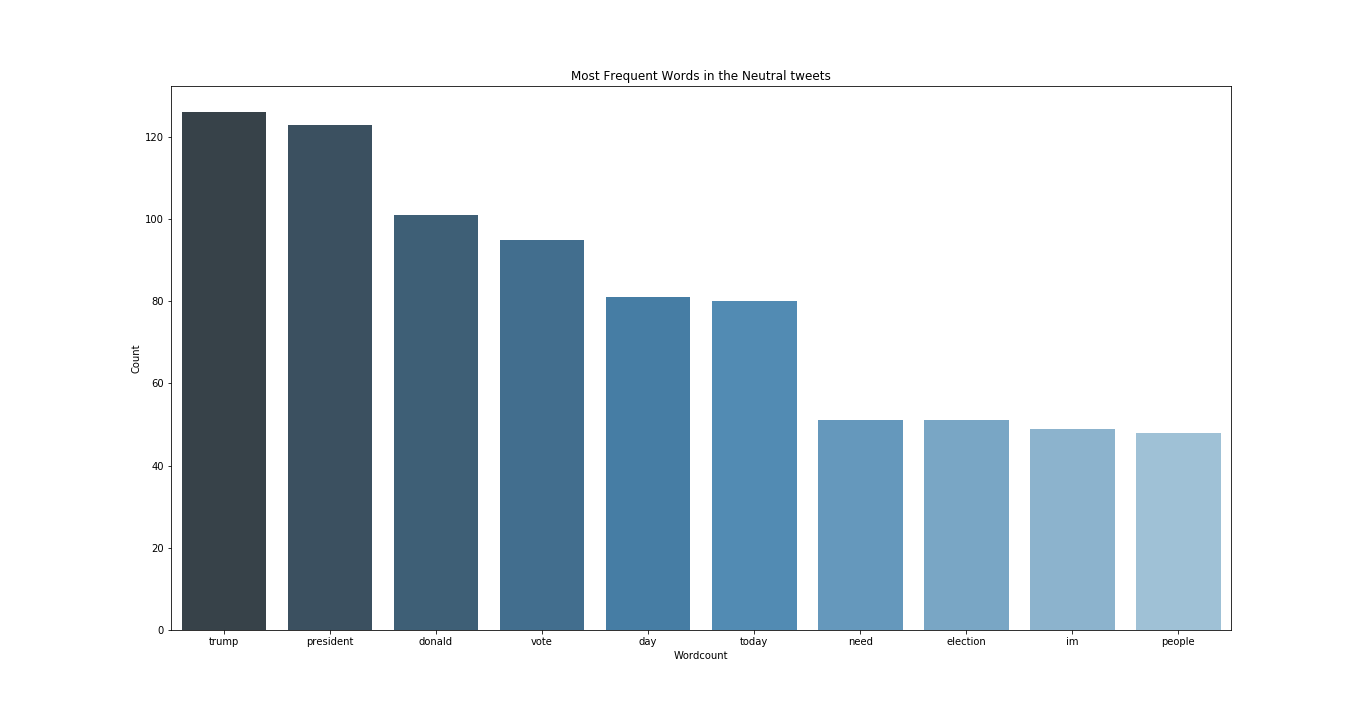 Most Frequent Words in the Neutral tweets
120
100
80
60
40
20
0
Count
trump president donald vote day today need election im people
Wordcount